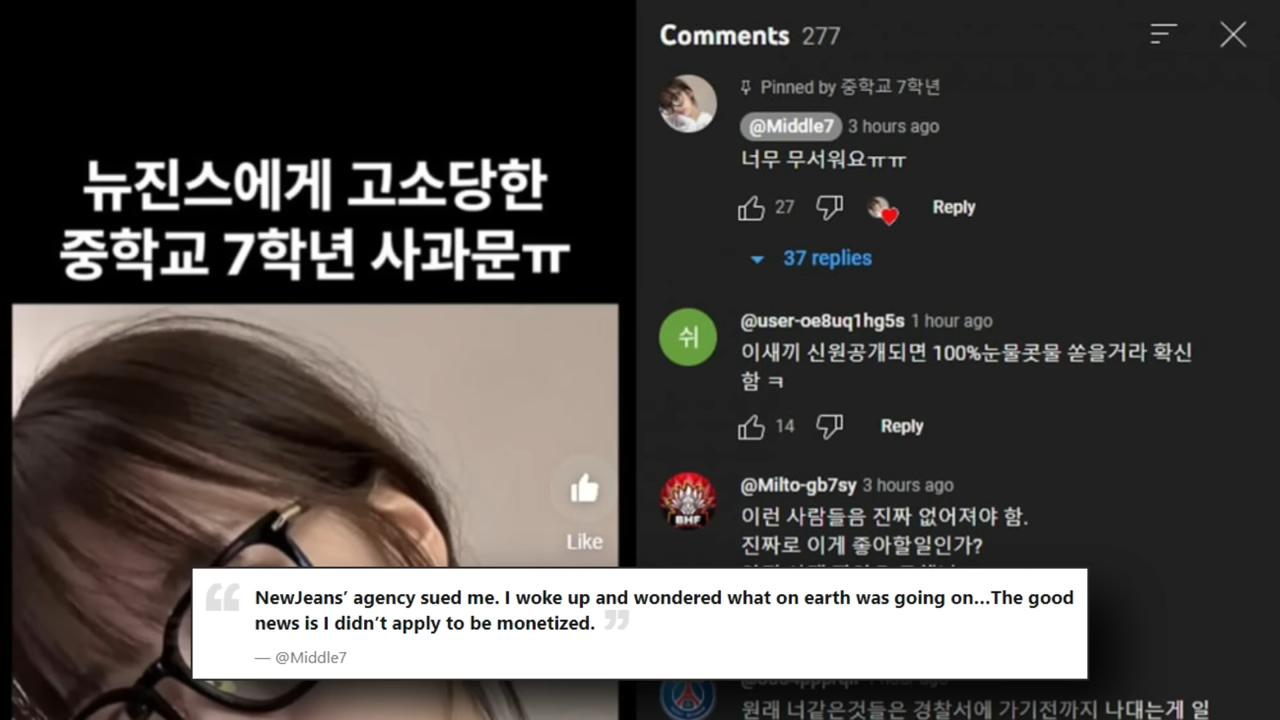 뉴진스에게 고소당한
중학교 7학년 사과문ㅠ
Like
Comments 277
Pinned by 중학교 7학년
@Middle7 3 hours ago
너무 무서워요ㅠㅠ
27 Reply
37 replies
쉬
@user-oe8uq1hg5s 1 hour ago
이새끼 신원공개되면 100%눈물콧물 쏟을거라 확신
함 ㅋ
14 Reply
BHF
@Milto-gb7sy 3 hours ago
이런 사람들음 진짜 없어져야 함.
진짜로 이게 좋아할일인가?
“ NewJeans’ agency sued me. I woke up and wondered what on earth was going on...The good
news is I didn’t apply to be monetized. ”
— @Middle7
원래 너같은것들은 경찰서에 가기전까지 나대는게 일